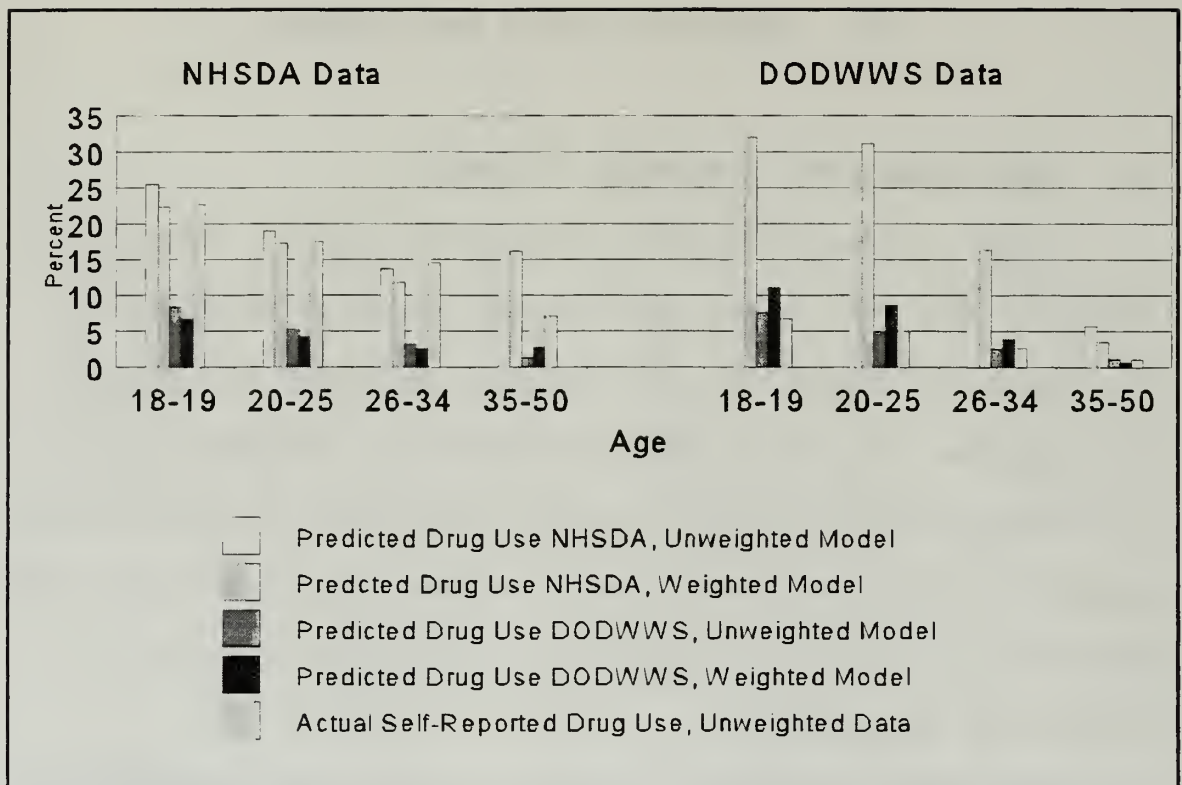 NHSDA Data
DODWWS Data
Percent
35
30
25
20
15
10
5
0
18-19 20-25 26-34 35-50 18-19 20-25 26-34 35-50
Age
Predicted Drug Use NHSDA, Unweighted Model
Predcted Drug Use NHSDA, Weighted Model
Predicted Drug Use DODWWS, Unweighted Model
Predicted Drug Use DODWWS, Weighted Model
Actual Self-Reported Drug Use, Unweighted Data